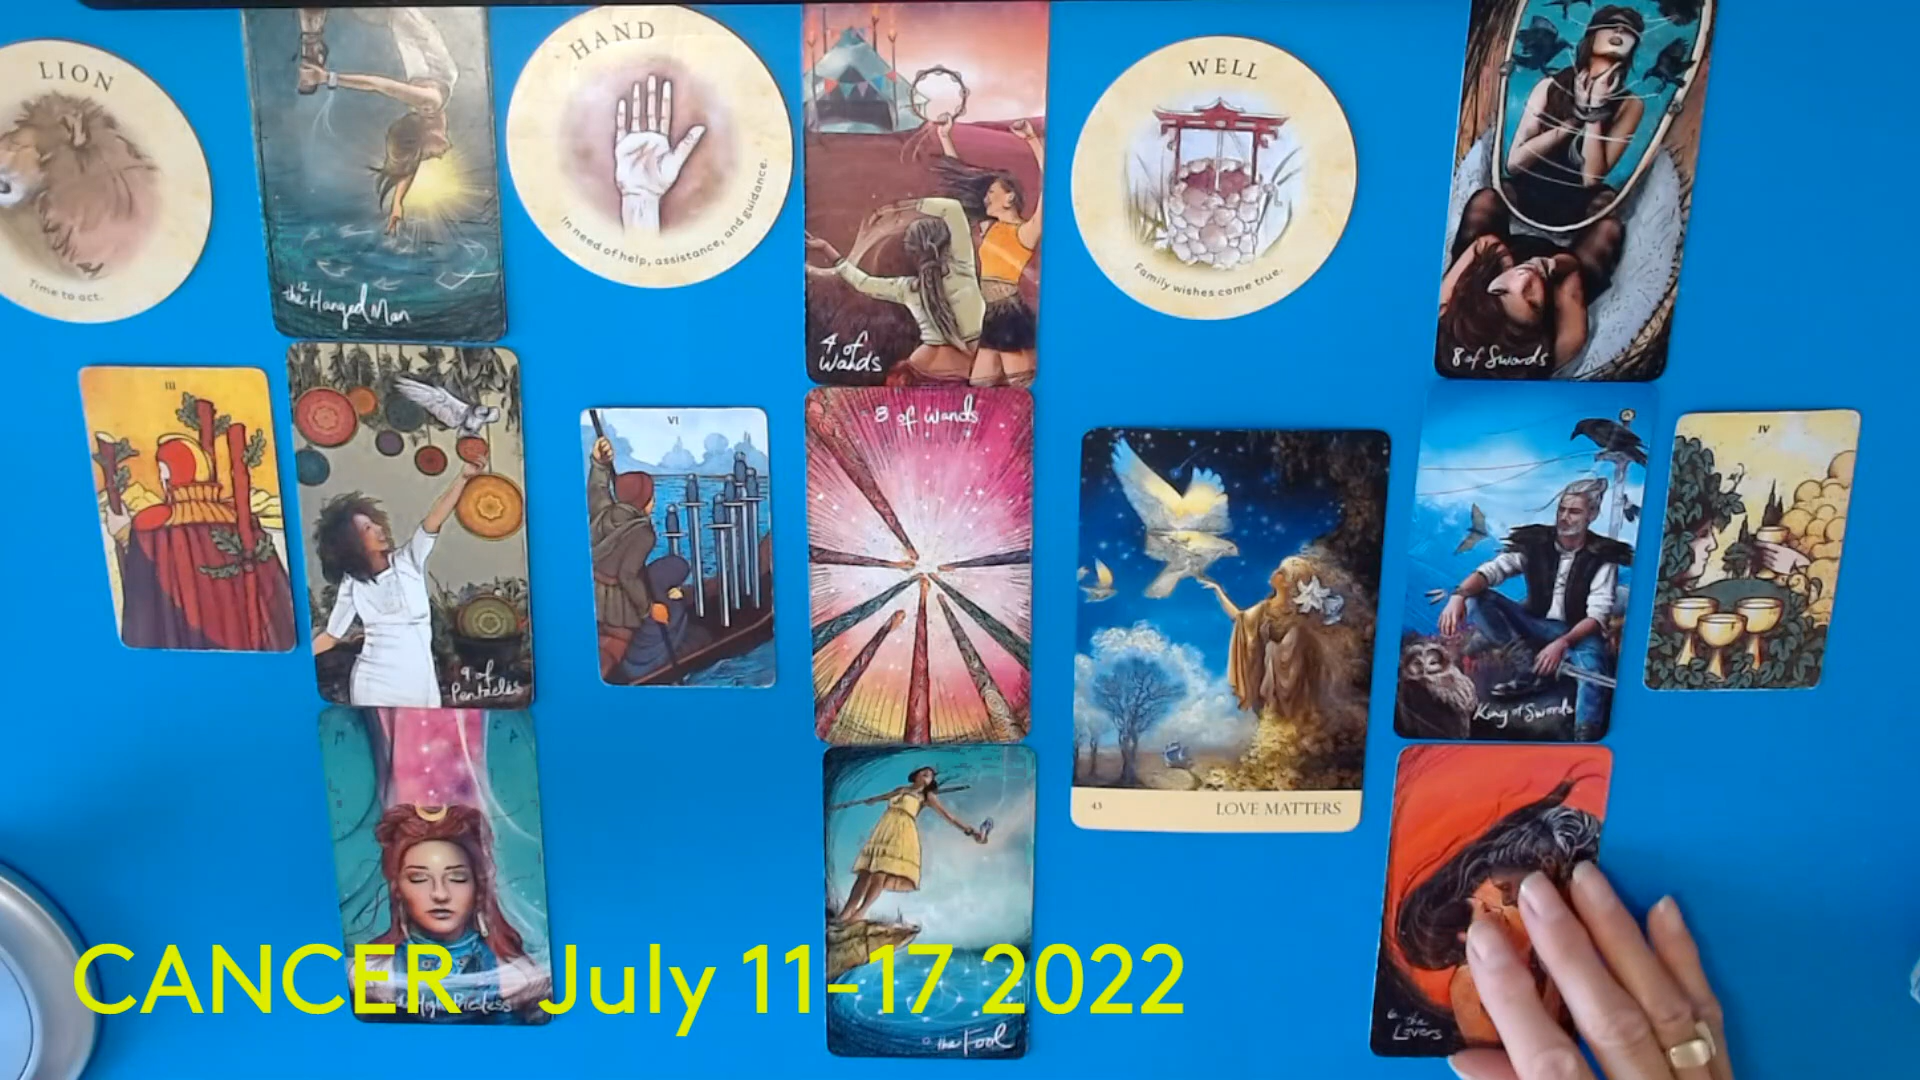 LION
Time to act.
12
the Hanged Man
HAND
In need of help, assistance, and guidance.
4 of
Wands
WELL
Family wishes come true.
8 of Swords
III
9 of
Pentacles
VI
8 of Wands
43 LOVE MATTERS
King of Swords
IV
High Priestess
0 the Fool
6 the
Lovers
CANCER July 11-17 2022